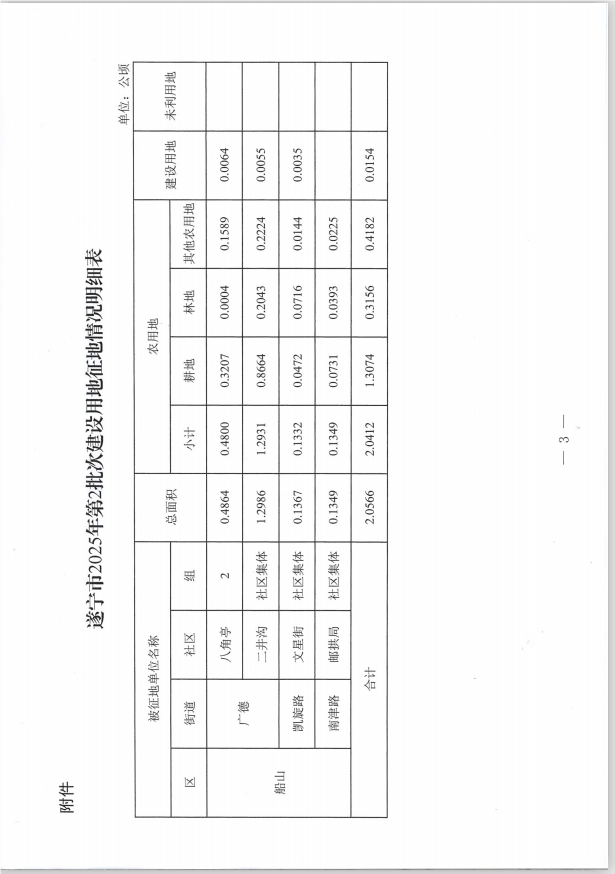 附件
遂宁市2025年第2批次建设用地征地情况明细表
单位：公顷
被征地单位名称 总面积 农用地 建设用地 未利用地
区 街道 社区 组 小计 耕地 林地 其他农用地
船山 广德 八角亭 2 0.4864 0.4800 0.3207 0.0004 0.1589 0.0064
二井沟 社区集体 1.2986 1.2931 0.8664 0.2043 0.2224 0.0055
凯旋路 文星街 社区集体 0.1367 0.1332 0.0472 0.0716 0.0144 0.0035
南津路 邮拱局 社区集体 0.1349 0.1349 0.0731 0.0393 0.0225
合计 2.0566 2.0412 1.3074 0.3156 0.4182 0.0154
— 3 —